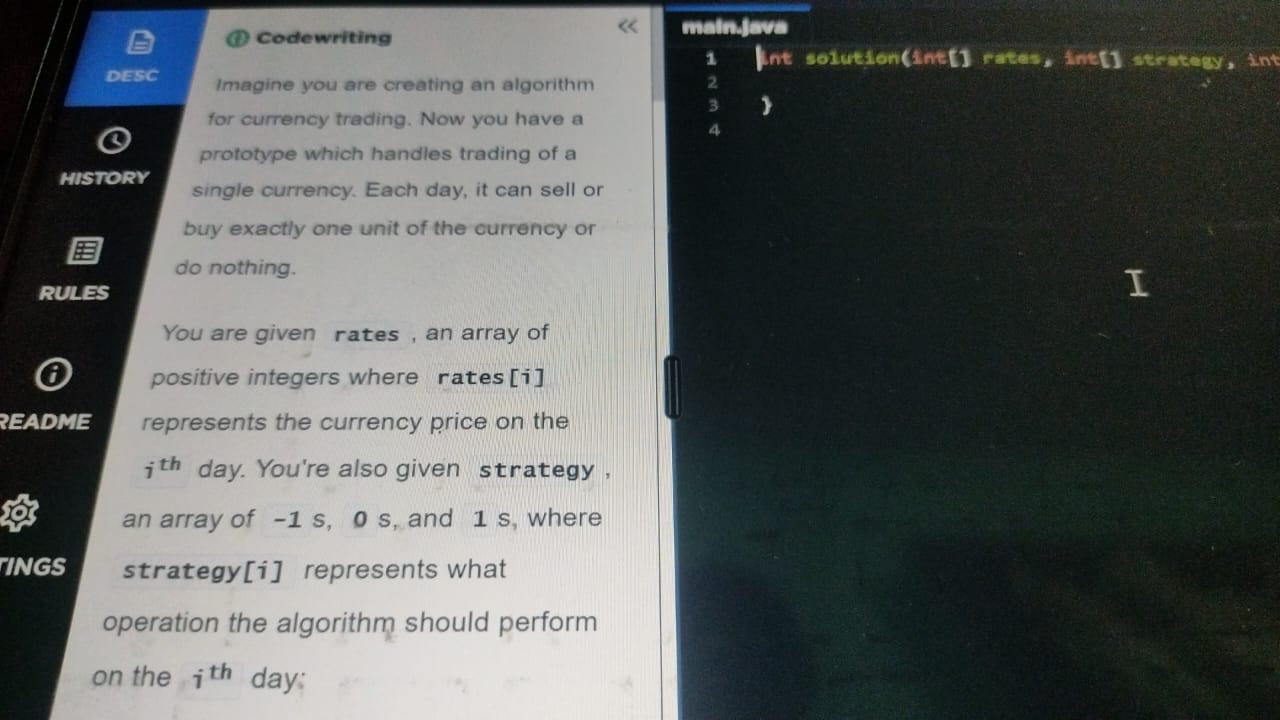 DESC
HISTORY
RULES
README
TINGS
Codewriting
Imagine you are creating an algorithm
for currency trading. Now you have a
prototype which handles trading of a
single currency. Each day, it can sell or
buy exactly one unit of the currency or
do nothing.
You are given rates , an array of
positive integers where rates[i]
represents the currency price on the
ith day. You're also given strategy ,
an array of -1 s, 0 s, and 1 s, where
strategy[i] represents what
operation the algorithm should perform
on the ith day:
main.java
1 int solution(int[] rates, int[] strategy, int
2
3 }
4